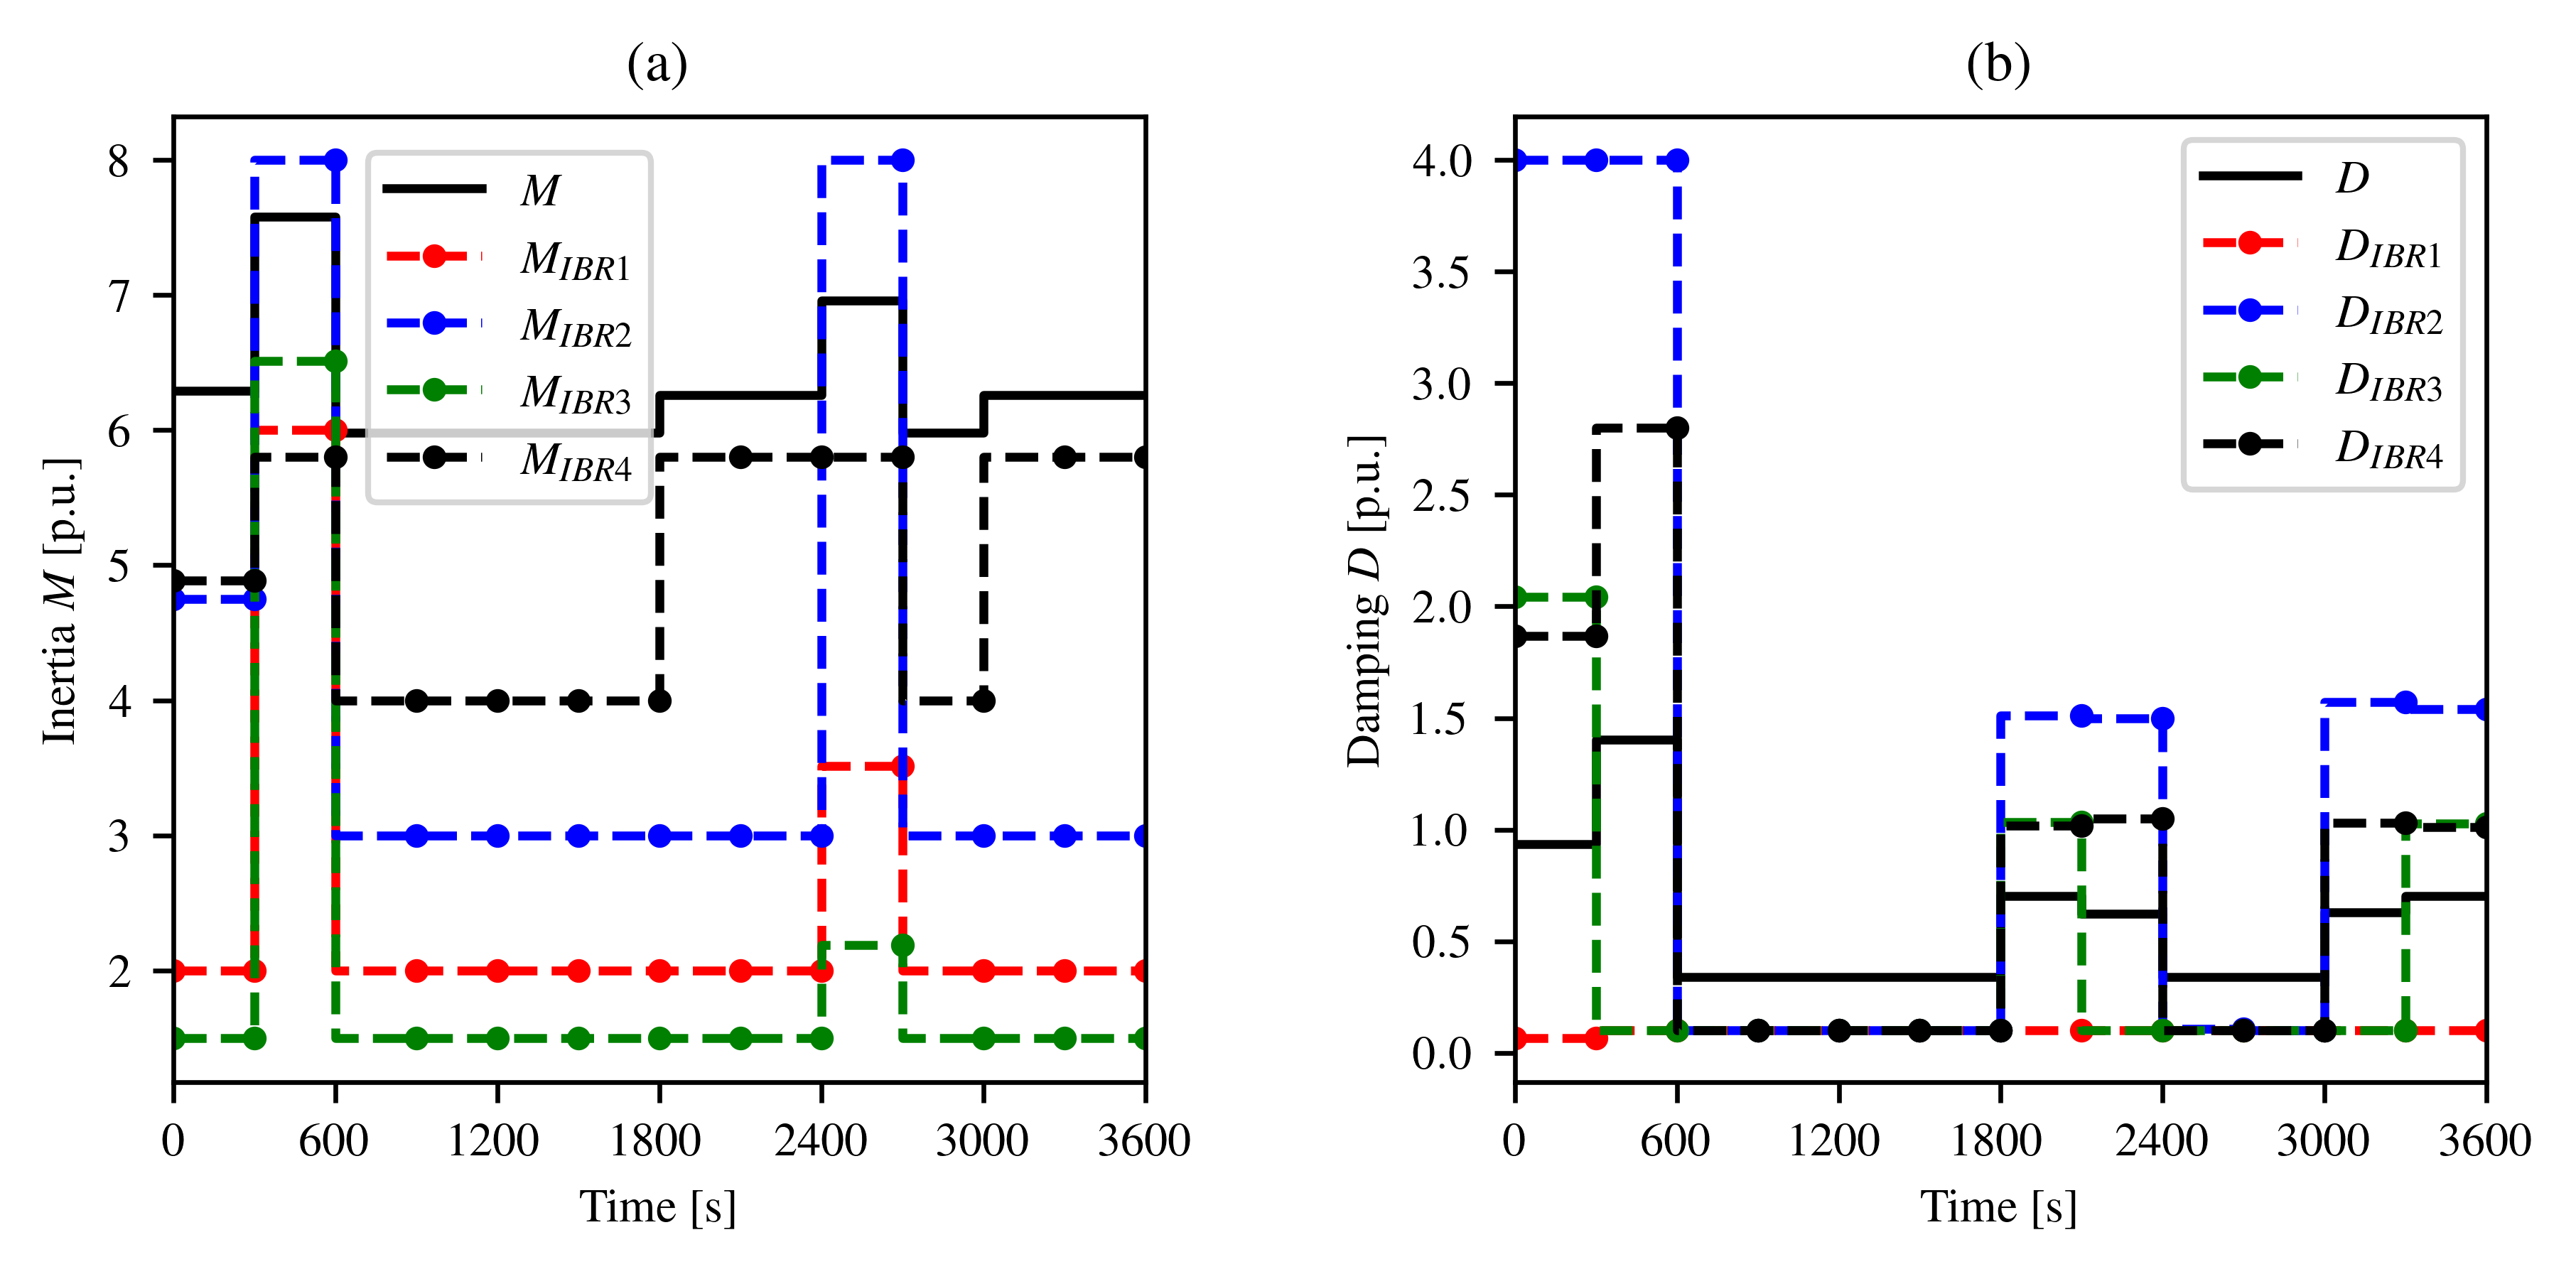 (a)
Inertia M [p.u.]
8
7
6
5
4
3
2
M
M_IBR1
M_IBR2
M_IBR3
M_IBR4
0 600 1200 1800 2400 3000 3600
Time [s]
(b)
Damping D [p.u.]
4.0
3.5
3.0
2.5
2.0
1.5
1.0
0.5
0.0
D
D_IBR1
D_IBR2
D_IBR3
D_IBR4
0 600 1200 1800 2400 3000 3600
Time [s]